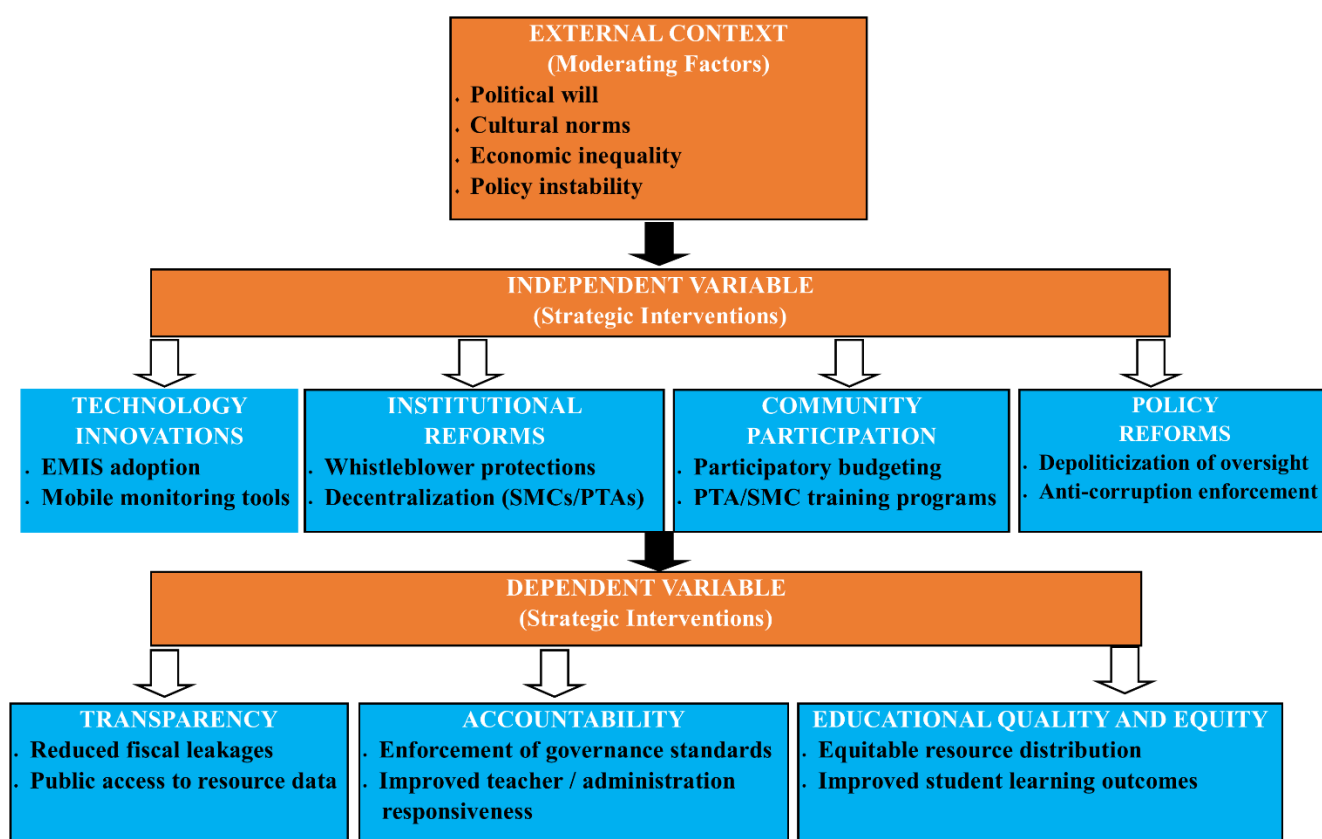 EXTERNAL CONTEXT
(Moderating Factors)
. Political will
. Cultural norms
. Economic inequality
. Policy instability
INDEPENDENT VARIABLE
(Strategic Interventions)
TECHNOLOGY
INNOVATIONS
. EMIS adoption
. Mobile monitoring tools
INSTITUTIONAL
REFORMS
. Whistleblower protections
. Decentralization (SMCs/PTAs)
COMMUNITY
PARTICIPATION
. Participatory budgeting
. PTA/SMC training programs
POLICY
REFORMS
. Depoliticization of oversight
. Anti-corruption enforcement
DEPENDENT VARIABLE
(Strategic Interventions)
TRANSPARENCY
. Reduced fiscal leakages
. Public access to resource data
ACCOUNTABILITY
. Enforcement of governance standards
. Improved teacher / administration
responsiveness
EDUCATIONAL QUALITY AND EQUITY
. Equitable resource distribution
. Improved student learning outcomes